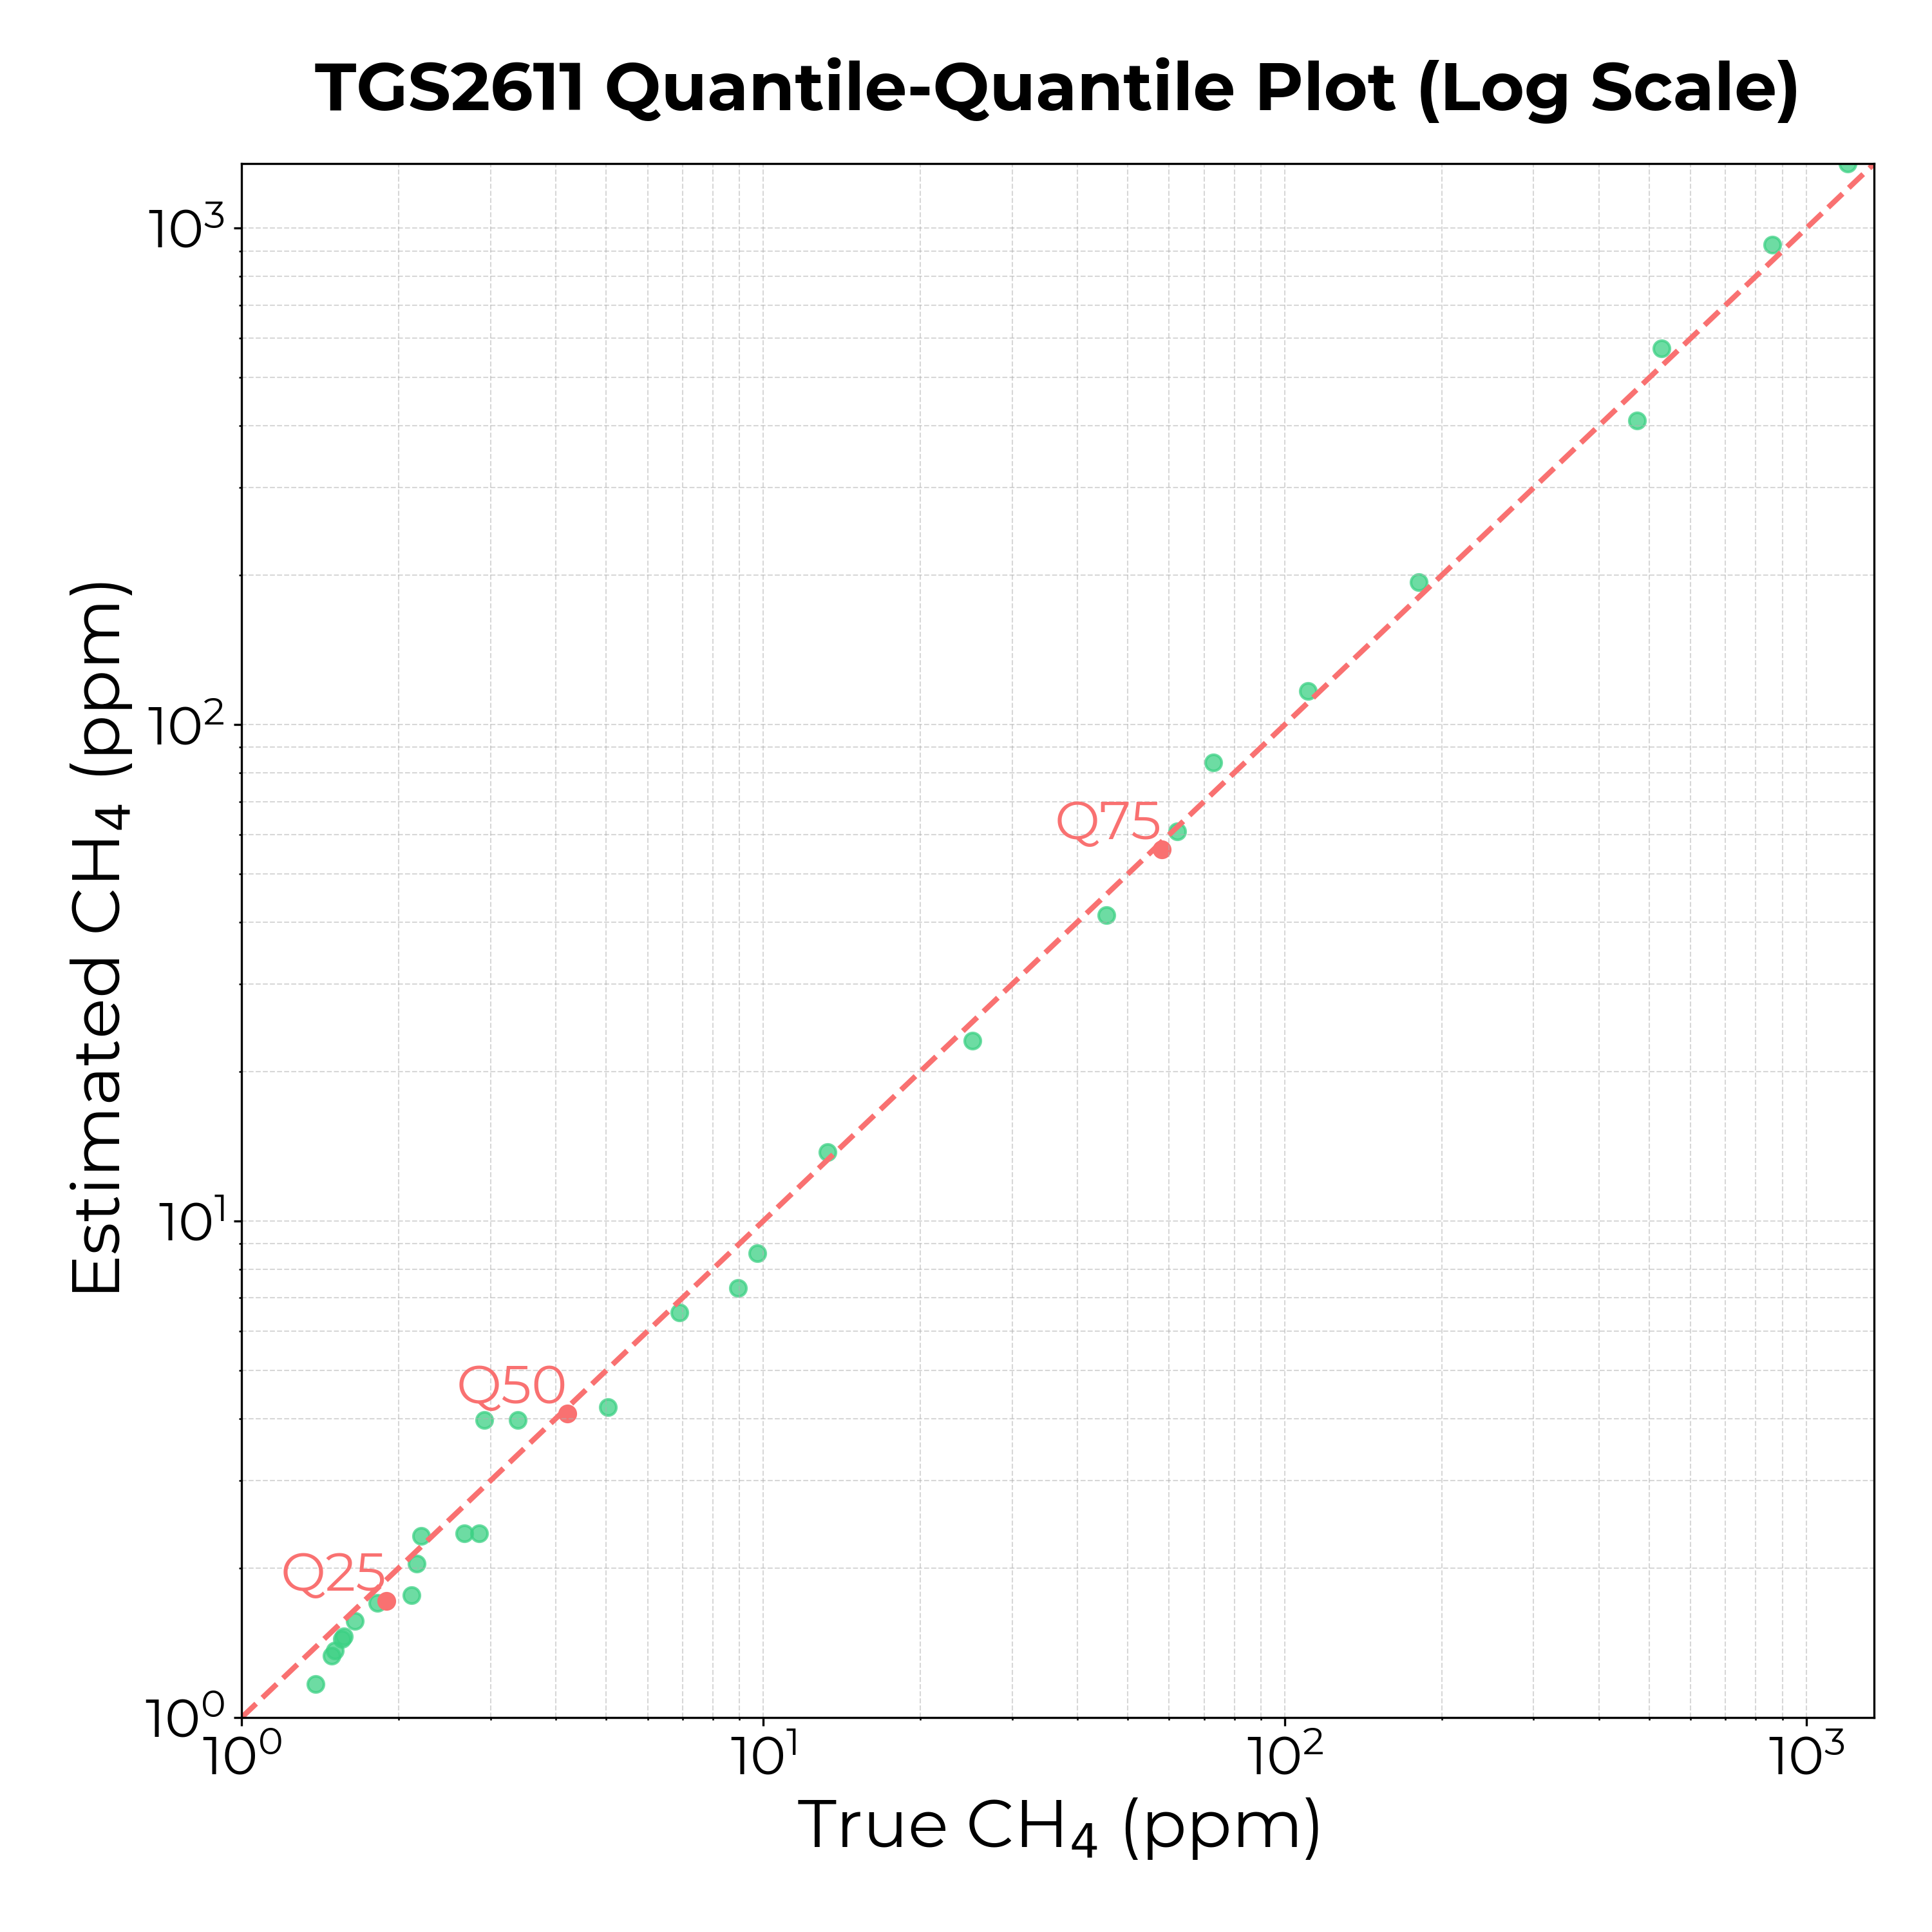 TGS2611 Quantile-Quantile Plot (Log Scale)
Estimated CH₄ (ppm)
10³
10²
10¹
10⁰
Q75
Q50
Q25
10⁰ 10¹ 10² 10³
True CH₄ (ppm)